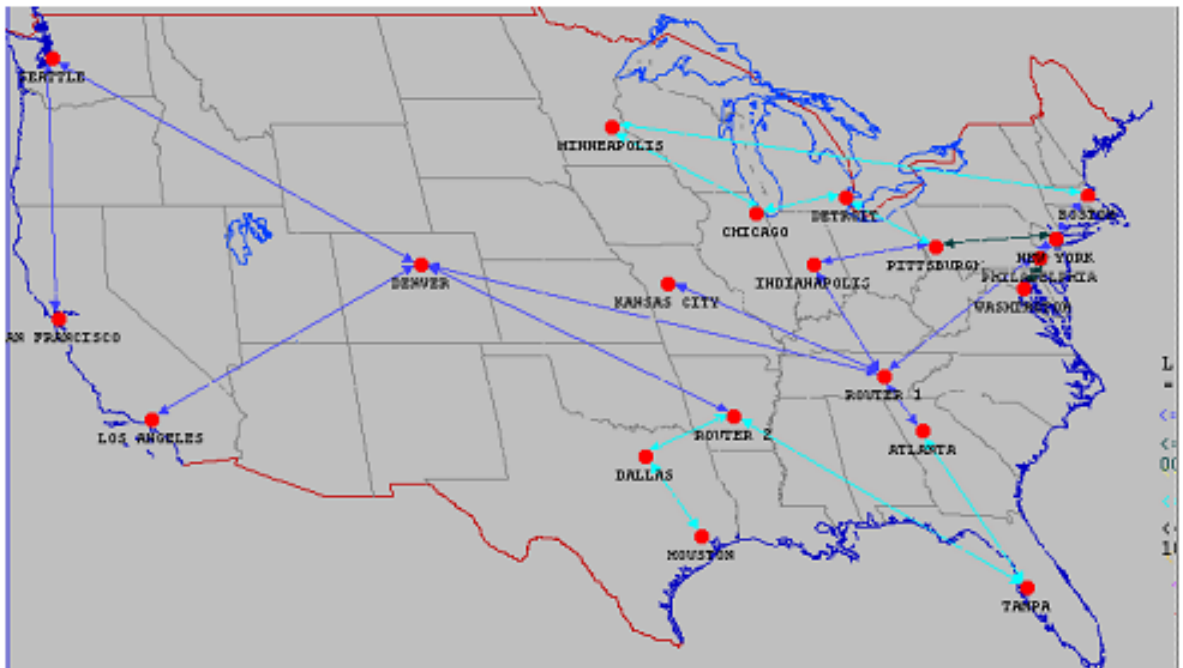 SEATTLE
MINNEAPOLIS
BOSTON
DETROIT
CHICAGO
NEW YORK
PITTSBURGH
PHILADELPHIA
DENVER
INDIANAPOLIS
KANSAS CITY
WASHINGTON
AN FRANCISCO
L
=
ROUTER 1
LOS ANGELES
ROUTER 2
ATLANTA
DALLAS
HOUSTON
TAMPA